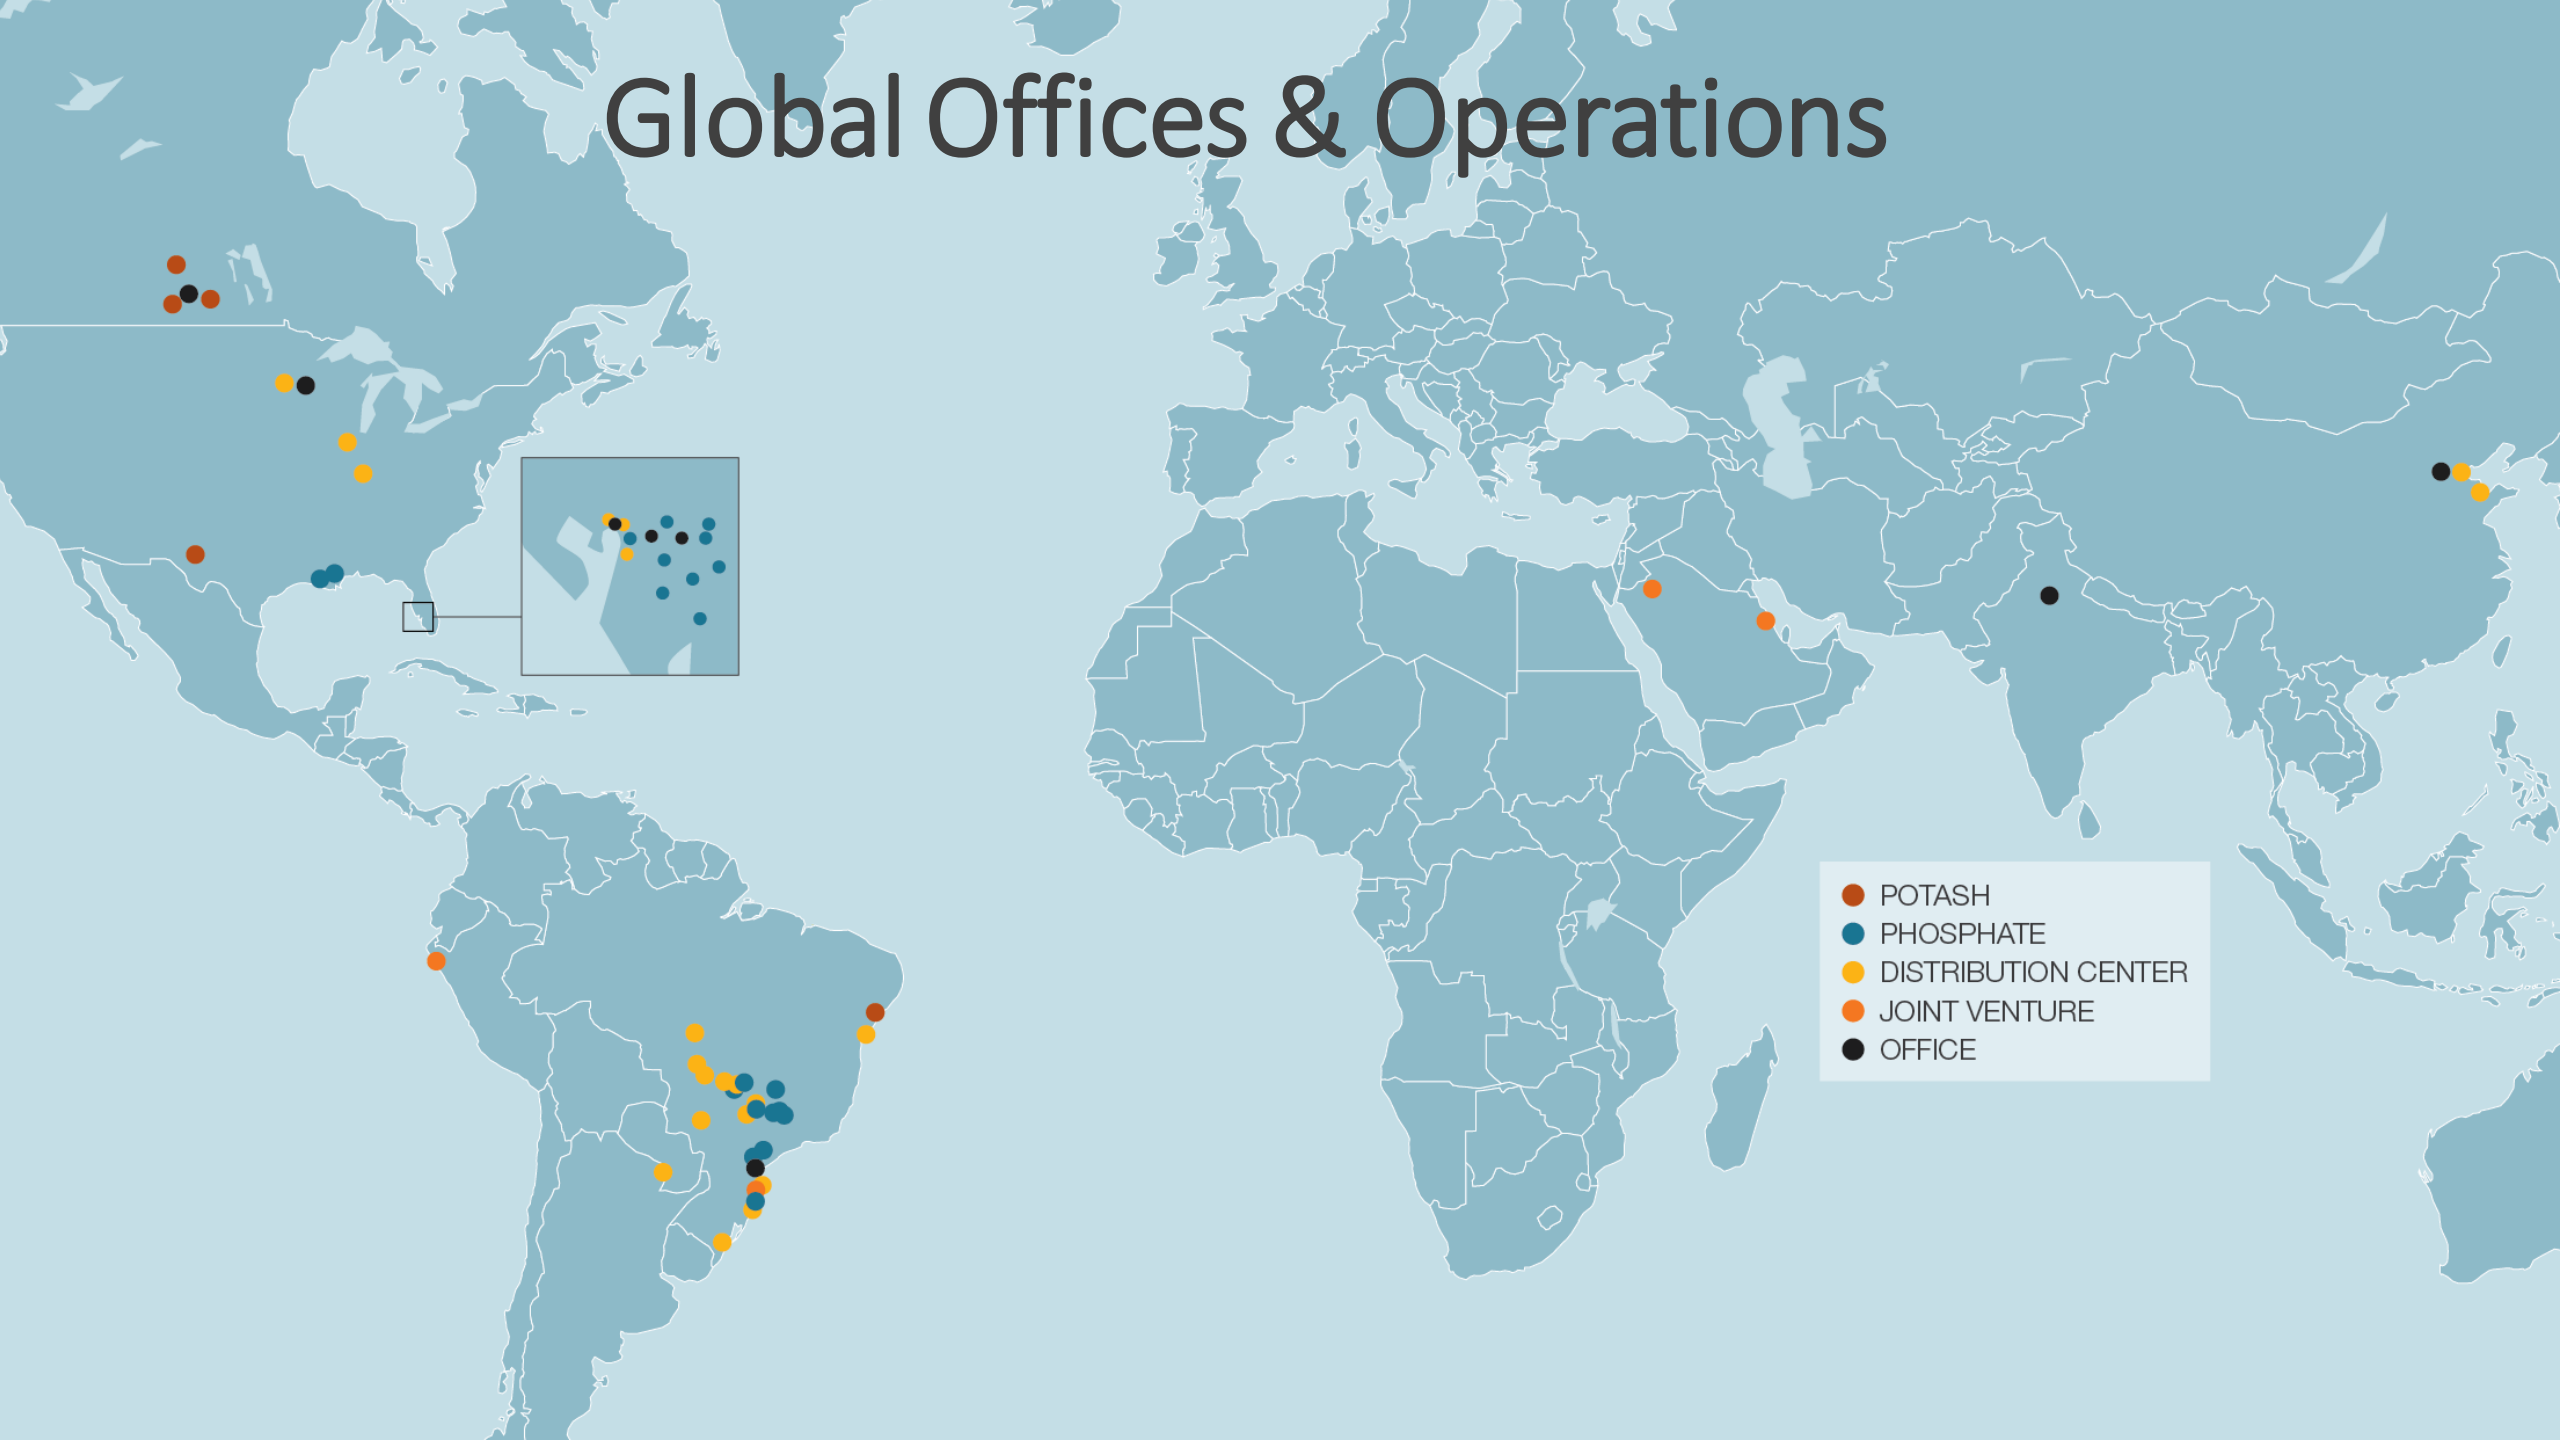 Global Offices & Operations
POTASH
PHOSPHATE
DISTRIBUTION CENTER
JOINT VENTURE
OFFICE